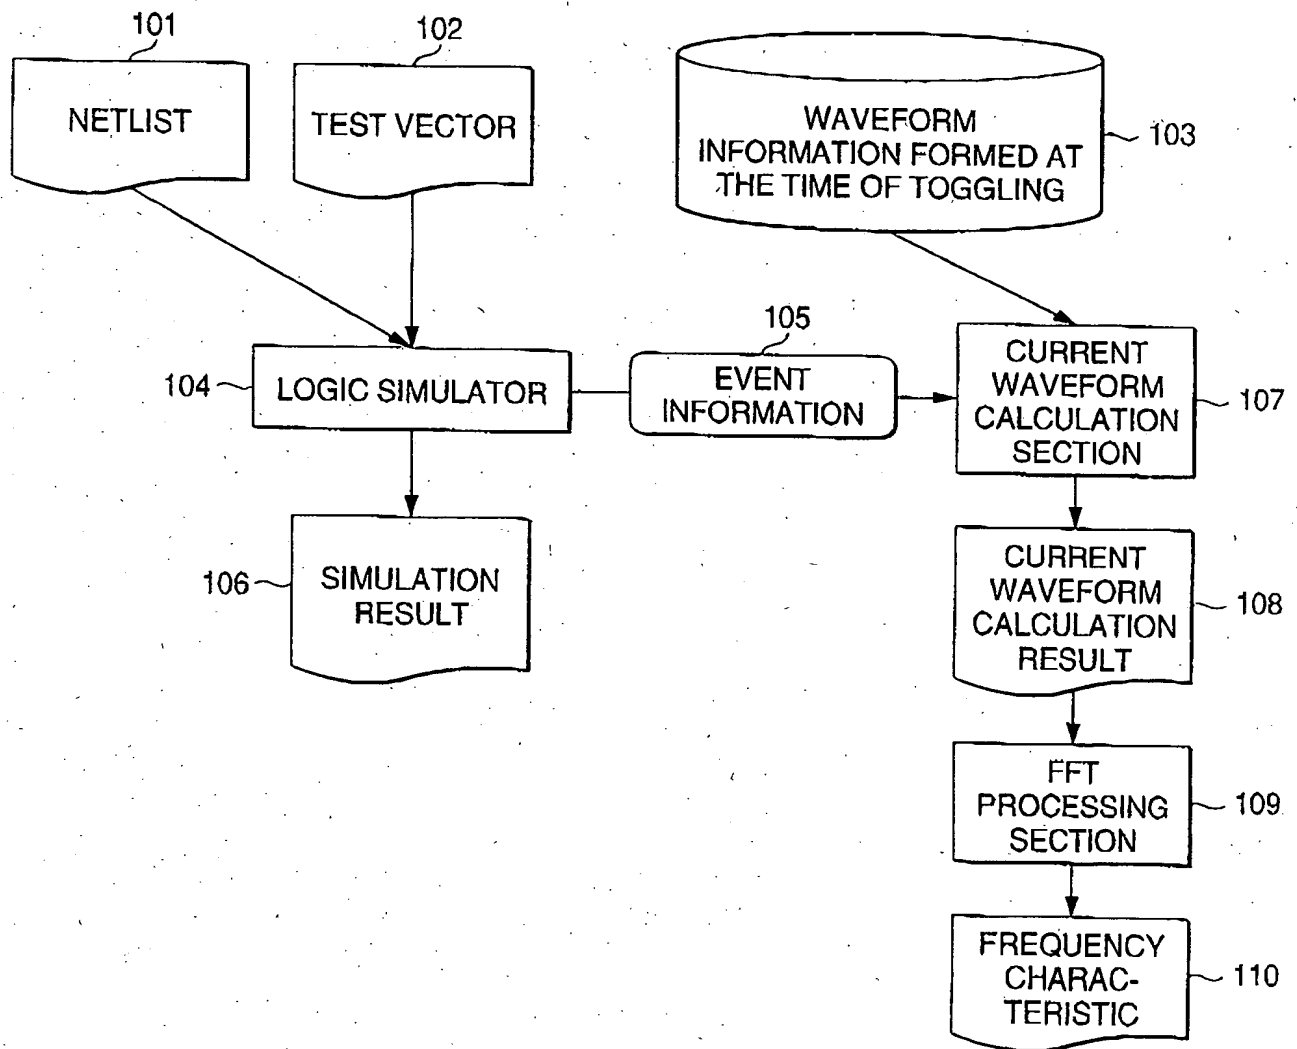 101
NETLIST
102
TEST VECTOR
WAVEFORM
INFORMATION FORMED AT
THE TIME OF TOGGLING
103
104
LOGIC SIMULATOR
105
EVENT
INFORMATION
CURRENT
WAVEFORM
CALCULATION
SECTION
107
106
SIMULATION
RESULT
CURRENT
WAVEFORM
CALCULATION
RESULT
108
FFT
PROCESSING
SECTION
109
FREQUENCY
CHARAC-
TERISTIC
110